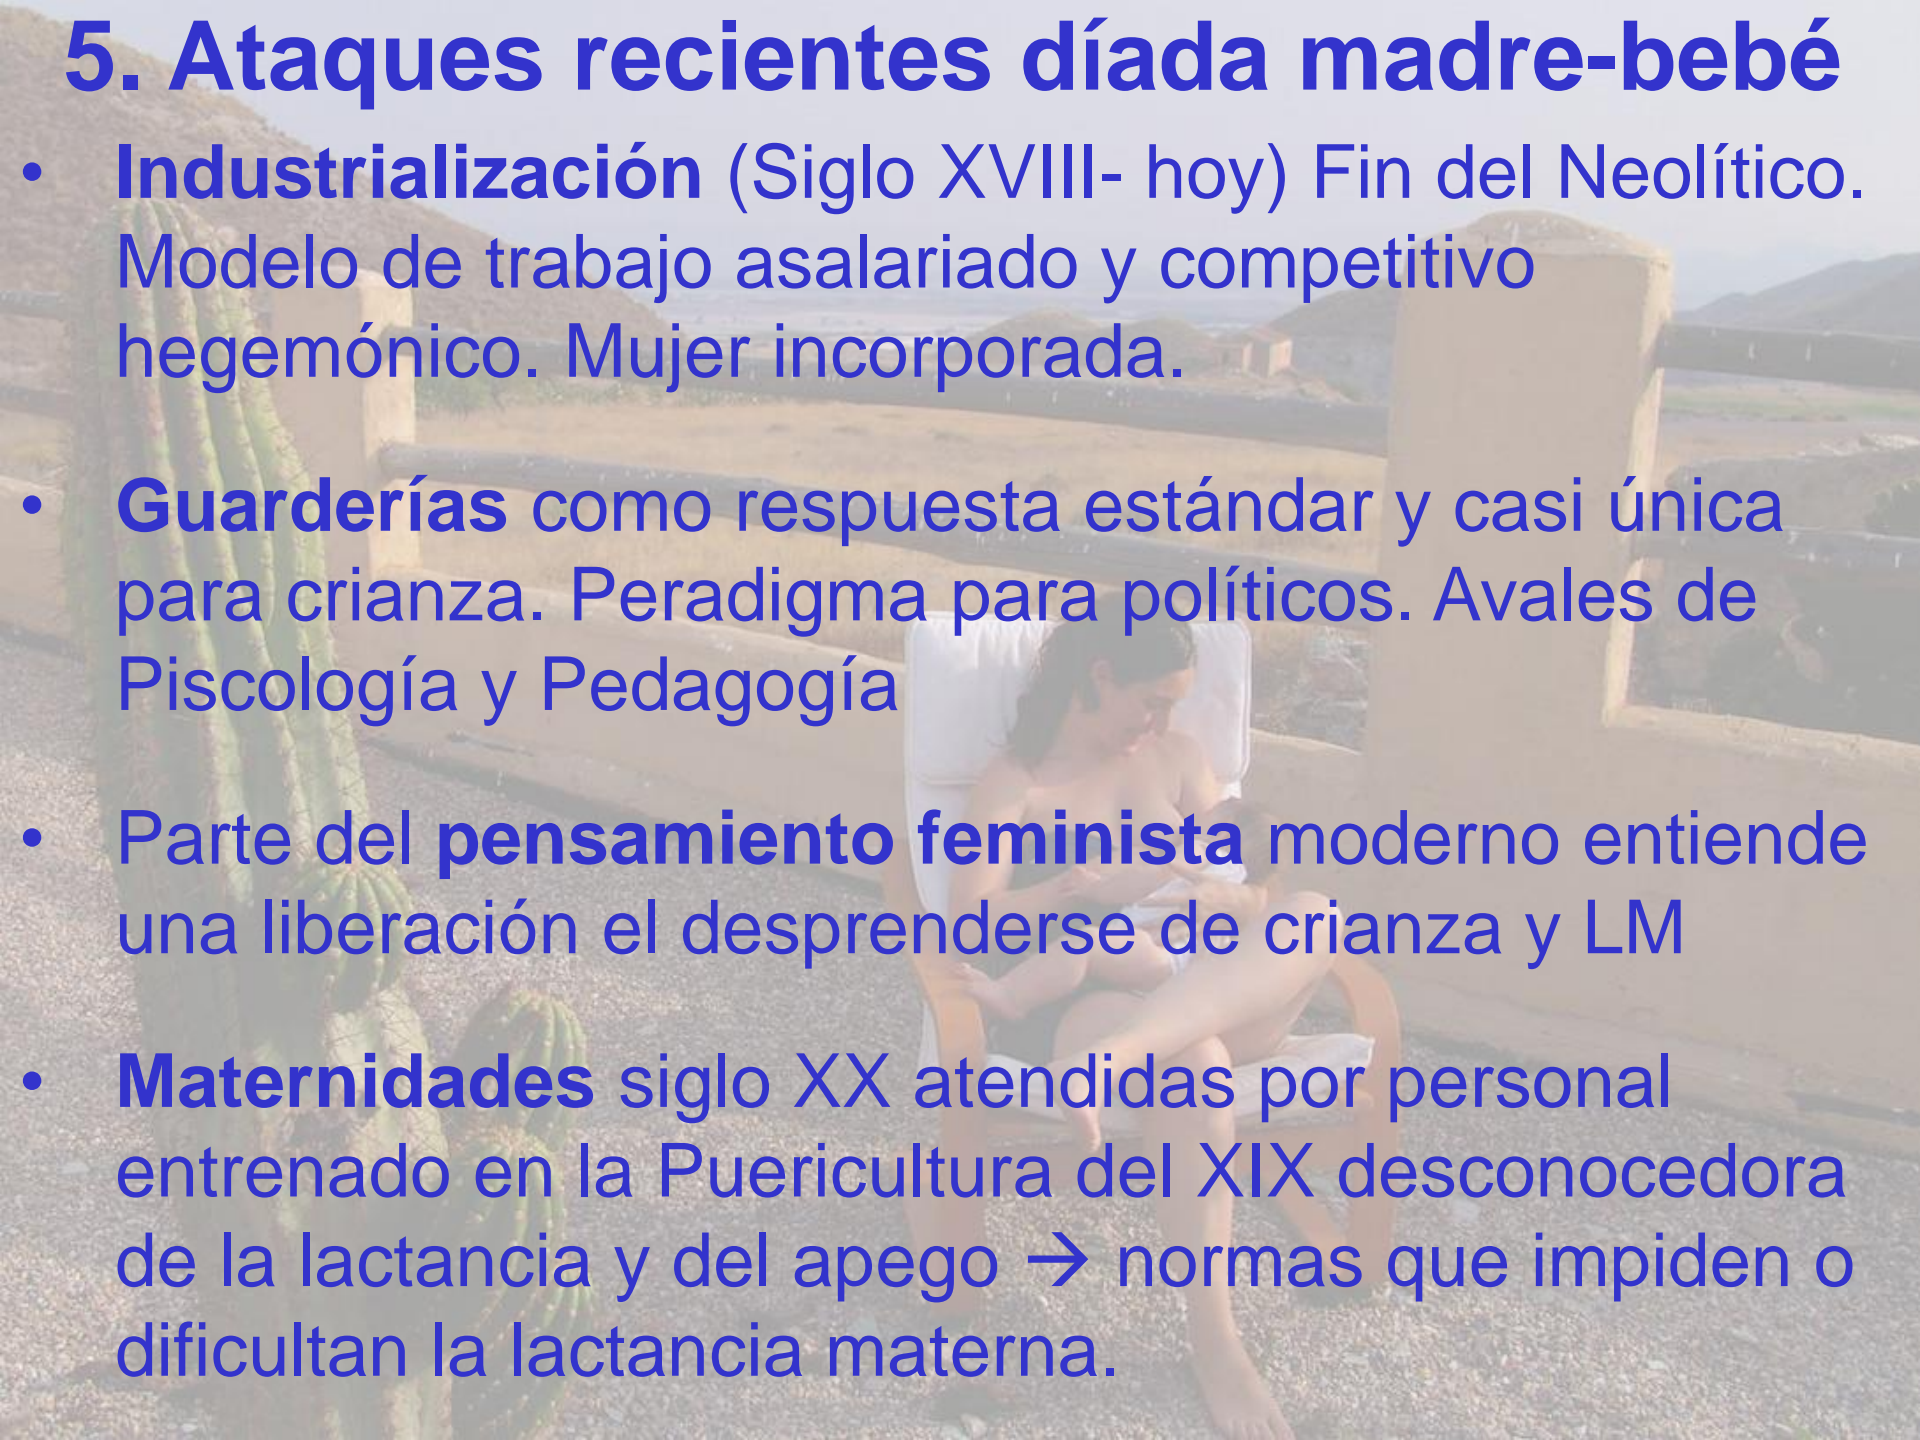 5. Ataques recientes díada madre-bebé
• Industrialización (Siglo XVIII- hoy) Fin del Neolítico.
Modelo de trabajo asalariado y competitivo
hegemónico. Mujer incorporada.
• Guarderías como respuesta estándar y casi única
para crianza. Peradigma para políticos. Avales de
Piscología y Pedagogía
• Parte del pensamiento feminista moderno entiende
una liberación el desprenderse de crianza y LM
• Maternidades siglo XX atendidas por personal
entrenado en la Puericultura del XIX desconocedora
de la lactancia y del apego → normas que impiden o
dificultan la lactancia materna.